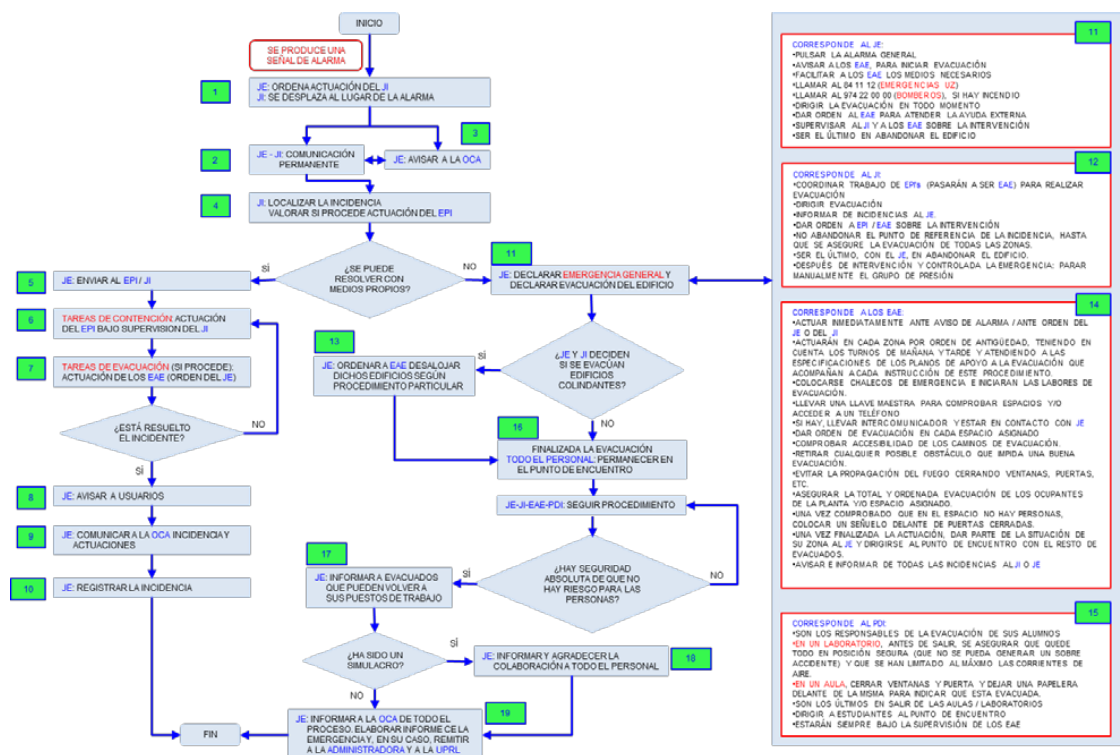 INICIO
SE PRODUCE UNA
SEÑAL DE ALARMA
1
JE: ORDENA ACTUACIÓN DEL JI
JI: SE DESPLAZA AL LUGAR DE LA ALARMA
2
JE - JI: COMUNICACIÓN
PERMANENTE
3
JE: AVISAR A LA OCA
4
JI: LOCALIZAR LA INCIDENCIA
VALORAR SI PROCEDE ACTUACIÓN DEL EPI
¿SE PUEDE
RESOLVER CON
MEDIOS PROPIOS?
SÍ
NO
5
JE: ENVIAR AL EPI / JI
6
TAREAS DE CONTENCIÓN: ACTUACIÓN
DEL EPI BAJO SUPERVISION DEL JI
7
TAREAS DE EVACUACIÓN (SI PROCEDE):
ACTUACIÓN DE LOS EAE (ORDEN DEL JE)
¿ESTÁ RESUELTO
EL INCIDENTE?
NO
SÍ
8
JE: AVISAR A USUARIOS
9
JE: COMUNICAR A LA OCA INCIDENCIA Y
ACTUACIONES
10
JE: REGISTRAR LA INCIDENCIA
FIN
11
JE: DECLARAR EMERGENCIA GENERAL Y
DECLARAR EVACUACIÓN DEL EDIFICIO
¿JE Y JI DECIDEN
SI SE EVACÚAN
EDIFICIOS
COLINDANTES?
SÍ
NO
13
JE: ORDENAR A EAE DESALOJAR
DICHOS EDIFICIOS SEGÚN
PROCEDIMIENTO PARTICULAR
16
FINALIZADA LA EVACUACIÓN
TODO EL PERSONAL: PERMANECER EN
EL PUNTO DE ENCUENTRO
JE-JI-EAE-PDI: SEGUIR PROCEDIMIENTO
¿HAY SEGURIDAD
ABSOLUTA DE QUE NO
HAY RIESGO PARA LAS
PERSONAS?
NO
SÍ
17
JE: INFORMAR A EVACUADOS
QUE PUEDEN VOLVER A
SUS PUESTOS DE TRABAJO
¿HA SIDO UN
SIMULACRO?
SÍ
NO
JE: INFORMAR Y AGRADECER LA
COLABORACIÓN A TODO EL PERSONAL
18
19
JE: INFORMAR A LA OCA DE TODO EL
PROCESO. ELABORAR INFORME CE LA
EMERGENCIA Y, EN SU CASO, REMITIR
A LA ADMINISTRADORA Y A LA UPRL
11
CORRESPONDE AL JE:
•PULSAR LA ALARMA GENERAL
•AVISAR A LOS EAE, PARA INICIAR EVACUACIÓN
•FACILITAR A LOS EAE LOS MEDIOS NECESARIOS
•LLAMAR AL 84 11 12 (EMERGENCIAS UZ)
•LLAMAR AL 974 22 00 00 (BOMBEROS), SI HAY INCENDIO
•DIRIGIR LA EVACUACIÓN EN TODO MOMENTO
•DAR ORDEN AL EAE PARA ATENDER LA AYUDA EXTERNA
•SUPERVISAR AL JI Y A LOS EAE SOBRE LA INTERVENCIÓN
•SER EL ÚLTIMO EN ABANDONAR EL EDIFICIO
12
CORRESPONDE AL JI:
•COORDINAR TRABAJO DE EPIs (PASARÁN A SER EAE) PARA REALIZAR
EVACUACIÓN
•DIRIGIR EVACUACIÓN
•INFORMAR DE INCIDENCIAS AL JE.
•DAR ORDEN A EPI / EAE SOBRE LA INTERVENCIÓN
•NO ABANDONAR EL PUNTO DE REFERENCIA DE LA INCIDENCIA, HASTA
QUE SE ASEGURE LA EVACUACIÓN DE TODAS LAS ZONAS.
•SER EL ÚLTIMO, CON EL JE, EN ABANDONAR EL EDIFICIO.
•DESPUÉS DE INTERVENCIÓN Y CONTROLADA LA EMERGENCIA: PARAR
MANUALMENTE EL GRUPO DE PRESIÓN
14
CORRESPONDE A LOS EAE:
•ACTUAR INMEDIATAMENTE ANTE AVISO DE ALARMA / ANTE ORDEN DEL
JE O DEL JI
•ACTUARÁN EN CADA ZONA POR ORDEN DE ANTIGÜEDAD, TENIENDO EN
CUENTA LOS TURNOS DE MAÑANA Y TARDE Y ATENDIENDO A LAS
ESPECIFICACIONES DE LOS PLANOS DE APOYO A LA EVACUACIÓN QUE
ACOMPAÑAN A CADA INSTRUCCIÓN DE ESTE PROCEDIMIENTO.
•COLOCARSE CHALECOS DE EMERGENCIA E INICIARAN LAS LABORES DE
EVACUACIÓN.
•LLEVAR UNA LLAVE MAESTRA PARA COMPROBAR ESPACIOS Y/O
ACCEDER A UN TELÉFONO
•SI HAY, LLEVAR INTERCOMUNICADOR Y ESTAR EN CONTACTO CON JE
•DAR ORDEN DE EVACUACIÓN EN CADA ESPACIO ASIGNADO
•COMPROBAR ACCESIBILIDAD DE LOS CAMINOS DE EVACUACIÓN.
•RETIRAR CUALQUIER POSIBLE OBSTÁCULO QUE IMPIDA UNA BUENA
EVACUACIÓN.
•EVITAR LA PROPAGACIÓN DEL FUEGO CERRANDO VENTANAS, PUERTAS,
ETC.
•ASEGURAR LA TOTAL Y ORDENADA EVACUACIÓN DE LOS OCUPANTES
DE LA PLANTA Y/O ESPACIO ASIGNADO.
•UNA VEZ COMPROBADO QUE EN EL ESPACIO NO HAY PERSONAS,
COLOCAR UN SEÑUELO DELANTE DE PUERTAS CERRADAS.
•UNA VEZ FINALIZADA LA ACTUACIÓN, DAR PARTE DE LA SITUACIÓN DE
SU ZONA AL JE Y DIRIGIRSE AL PUNTO DE ENCUENTRO CON EL RESTO DE
EVACUADOS.
•AVISAR E INFORMAR DE TODAS LAS INCIDENCIAS AL JI O JE
15
CORRESPONDE AL PDI:
•SON LOS RESPONSABLES DE LA EVACUACIÓN DE SUS ALUMNOS
•EN UN LABORATORIO, ANTES DE SALIR, SE ASEGURAR QUE QUEDE
TODO EN POSICIÓN SEGURA (QUE NO SE PUEDA GENERAR UN SOBRE
ACCIDENTE) Y QUE SE HAN LIMITADO AL MÁXIMO LAS CORRIENTES DE
AIRE.
•EN UN AULA, CERRAR VENTANAS Y PUERTA Y DEJAR UNA PAPELERA
DELANTE DE LA MISMA PARA INDICAR QUE ESTA EVACUADA.
•SON LOS ÚLTIMOS EN SALIR DE LAS AULAS / LABORATORIOS
•DIRIGIR A ESTUDIANTES AL PUNTO DE ENCUENTRO
•ESTARÁN SIEMPRE BAJO LA SUPERVISIÓN DE LOS EAE